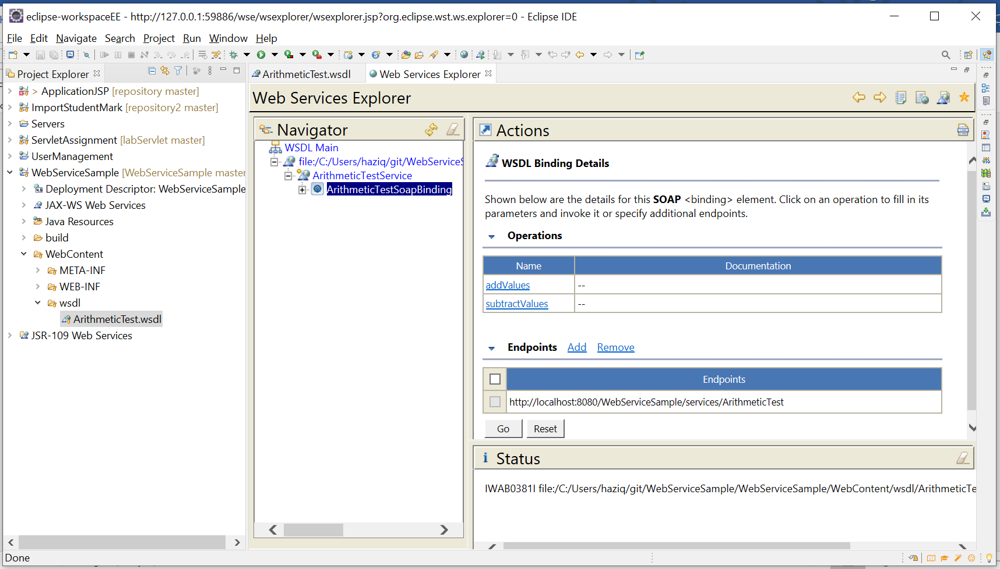 eclipse-workspaceEE - http://127.0.0.1:59886/wse/wsexplorer/wsexplorer.jsp?org.eclipse.wst.ws.explorer=0 - Eclipse IDE
File Edit Navigate Search Project Run Window Help
Project Explorer
> ApplicationJSP [repository master]
ImportStudentMark [repository2 master]
Servers
ServletAssignment [labServlet master]
UserManagement
WebServiceSample [WebServiceSample master
Deployment Descriptor: WebServiceSample
JAX-WS Web Services
Java Resources
build
WebContent
META-INF
WEB-INF
wsdl
ArithmeticTest.wsdl
JSR-109 Web Services
ArithmeticTest.wsdl
Web Services Explorer
Web Services Explorer
Navigator
WSDL Main
file:/C:/Users/haziq/git/WebServiceS
ArithmeticTestService
ArithmeticTestSoapBinding
Actions
WSDL Binding Details
Shown below are the details for this SOAP <binding> element. Click on an operation to fill in its
parameters and invoke it or specify additional endpoints.
Operations
Name Documentation
addValues --
subtractValues --
Endpoints Add Remove
Endpoints
http://localhost:8080/WebServiceSample/services/ArithmeticTest
Go Reset
Status
IWAB0381I file:/C:/Users/haziq/git/WebServiceSample/WebServiceSample/WebContent/wsdl/ArithmeticTe
Done